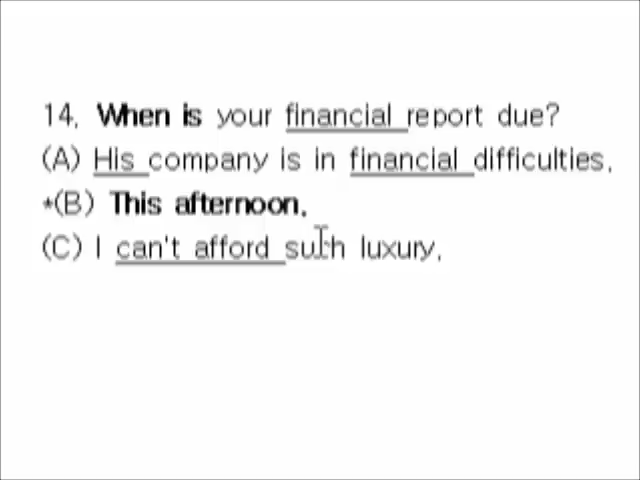 14. When is your financial report due?
(A) His company is in financial difficulties.
*(B) This afternoon.
(C) I can't afford such luxury.